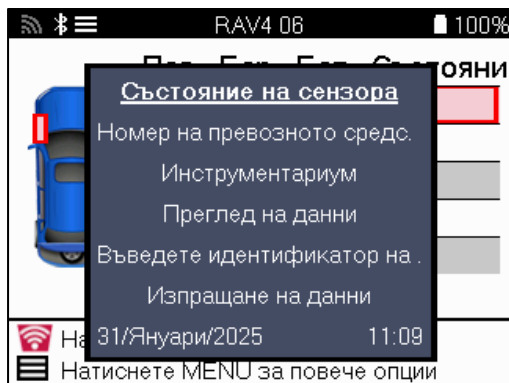 RAV4 06
100%
Състояние на сензора
Номер на превозното средс.
Инструментариум
Преглед на данни
Въведете идентификатор на .
Изпращане на данни
31/Януари/2025 11:09
Натиснете MENU за повече опции